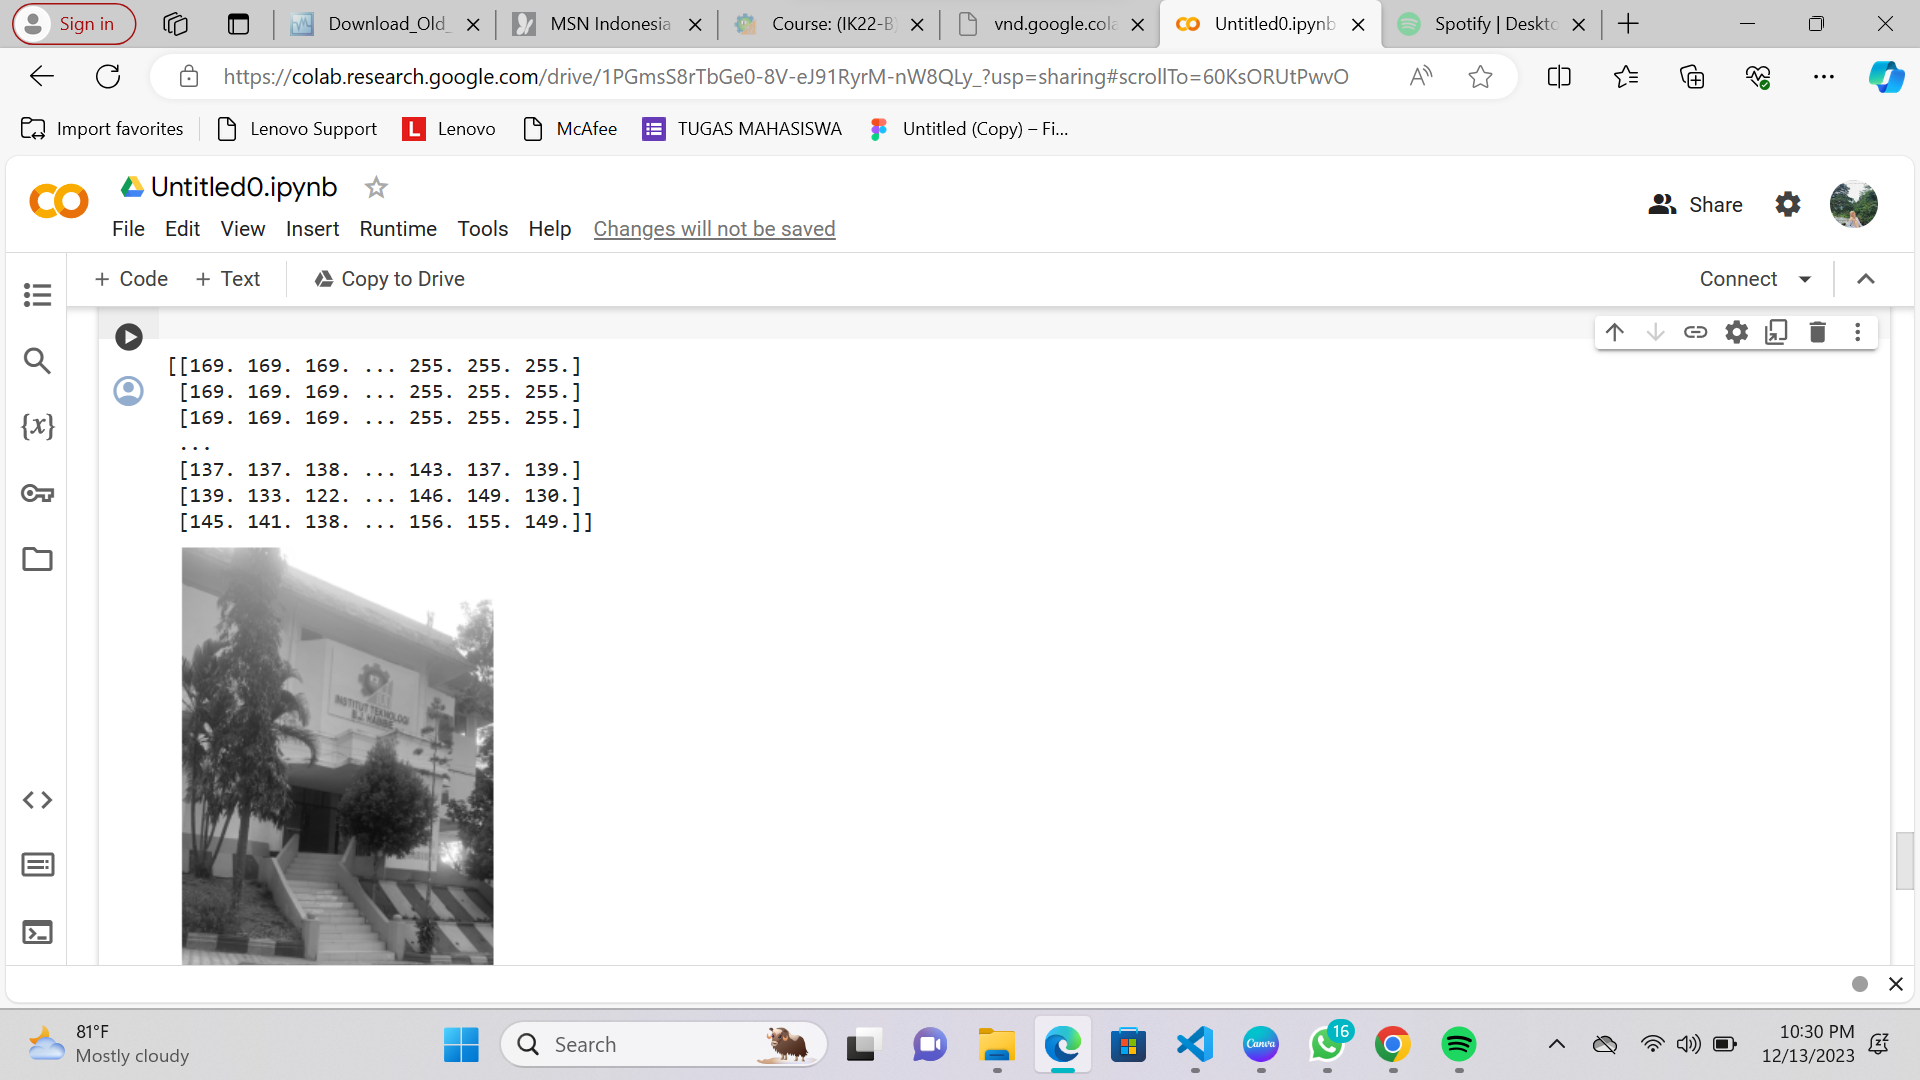 Sign in
Download_Old_
MSN Indonesia
Course: (IK22-B)
vnd.google.cola
Untitled0.ipynb
Spotify | Deskto
https://colab.research.google.com/drive/1PGmsS8rTbGe0-8V-eJ91RyrM-nW8QLy_?usp=sharing#scrollTo=60KsORUtPwvO
Import favorites
Lenovo Support
L Lenovo
McAfee
TUGAS MAHASISWA
Untitled (Copy) – Fi...
Untitled0.ipynb
Share
File Edit View Insert Runtime Tools Help Changes will not be saved
+ Code + Text Copy to Drive
Connect
{x}
[[169. 169. 169. ... 255. 255. 255.]
[169. 169. 169. ... 255. 255. 255.]
[169. 169. 169. ... 255. 255. 255.]
...
[137. 137. 138. ... 143. 137. 139.]
[139. 133. 122. ... 146. 149. 130.]
[145. 141. 138. ... 156. 155. 149.]]
INSTITUT TEKNOLOGI
B.J. HABIBIE
81°F
Mostly cloudy
Search
Canva
16
10:30 PM
12/13/2023